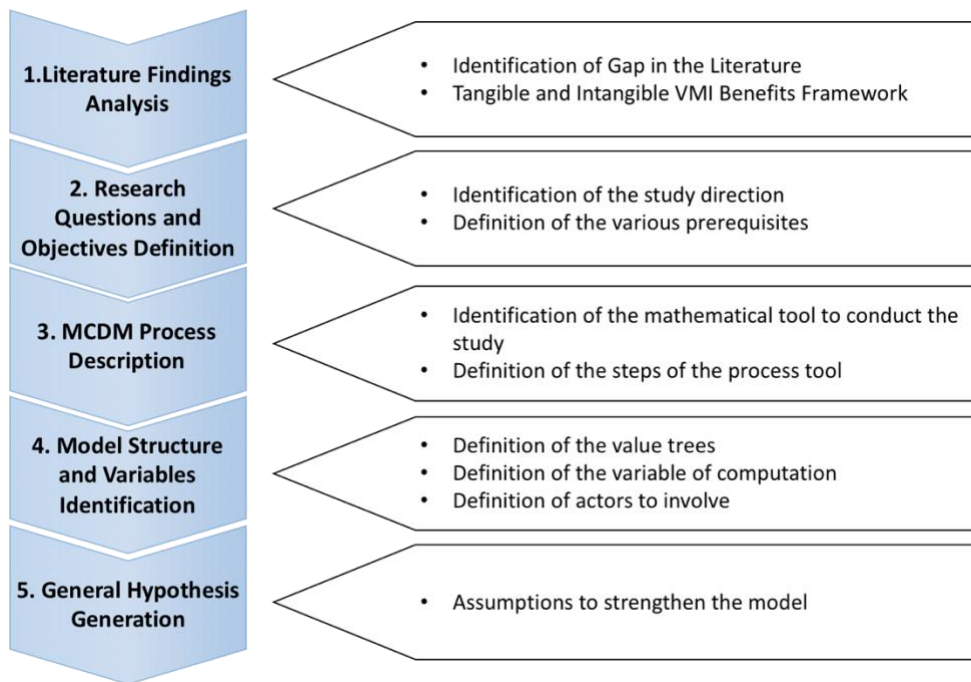 1.Literature Findings
Analysis
• Identification of Gap in the Literature
• Tangible and Intangible VMI Benefits Framework
2. Research
Questions and
Objectives Definition
• Identification of the study direction
• Definition of the various prerequisites
3. MCDM Process
Description
• Identification of the mathematical tool to conduct the
study
• Definition of the steps of the process tool
4. Model Structure
and Variables
Identification
• Definition of the value trees
• Definition of the variable of computation
• Definition of actors to involve
5. General Hypothesis
Generation
• Assumptions to strengthen the model